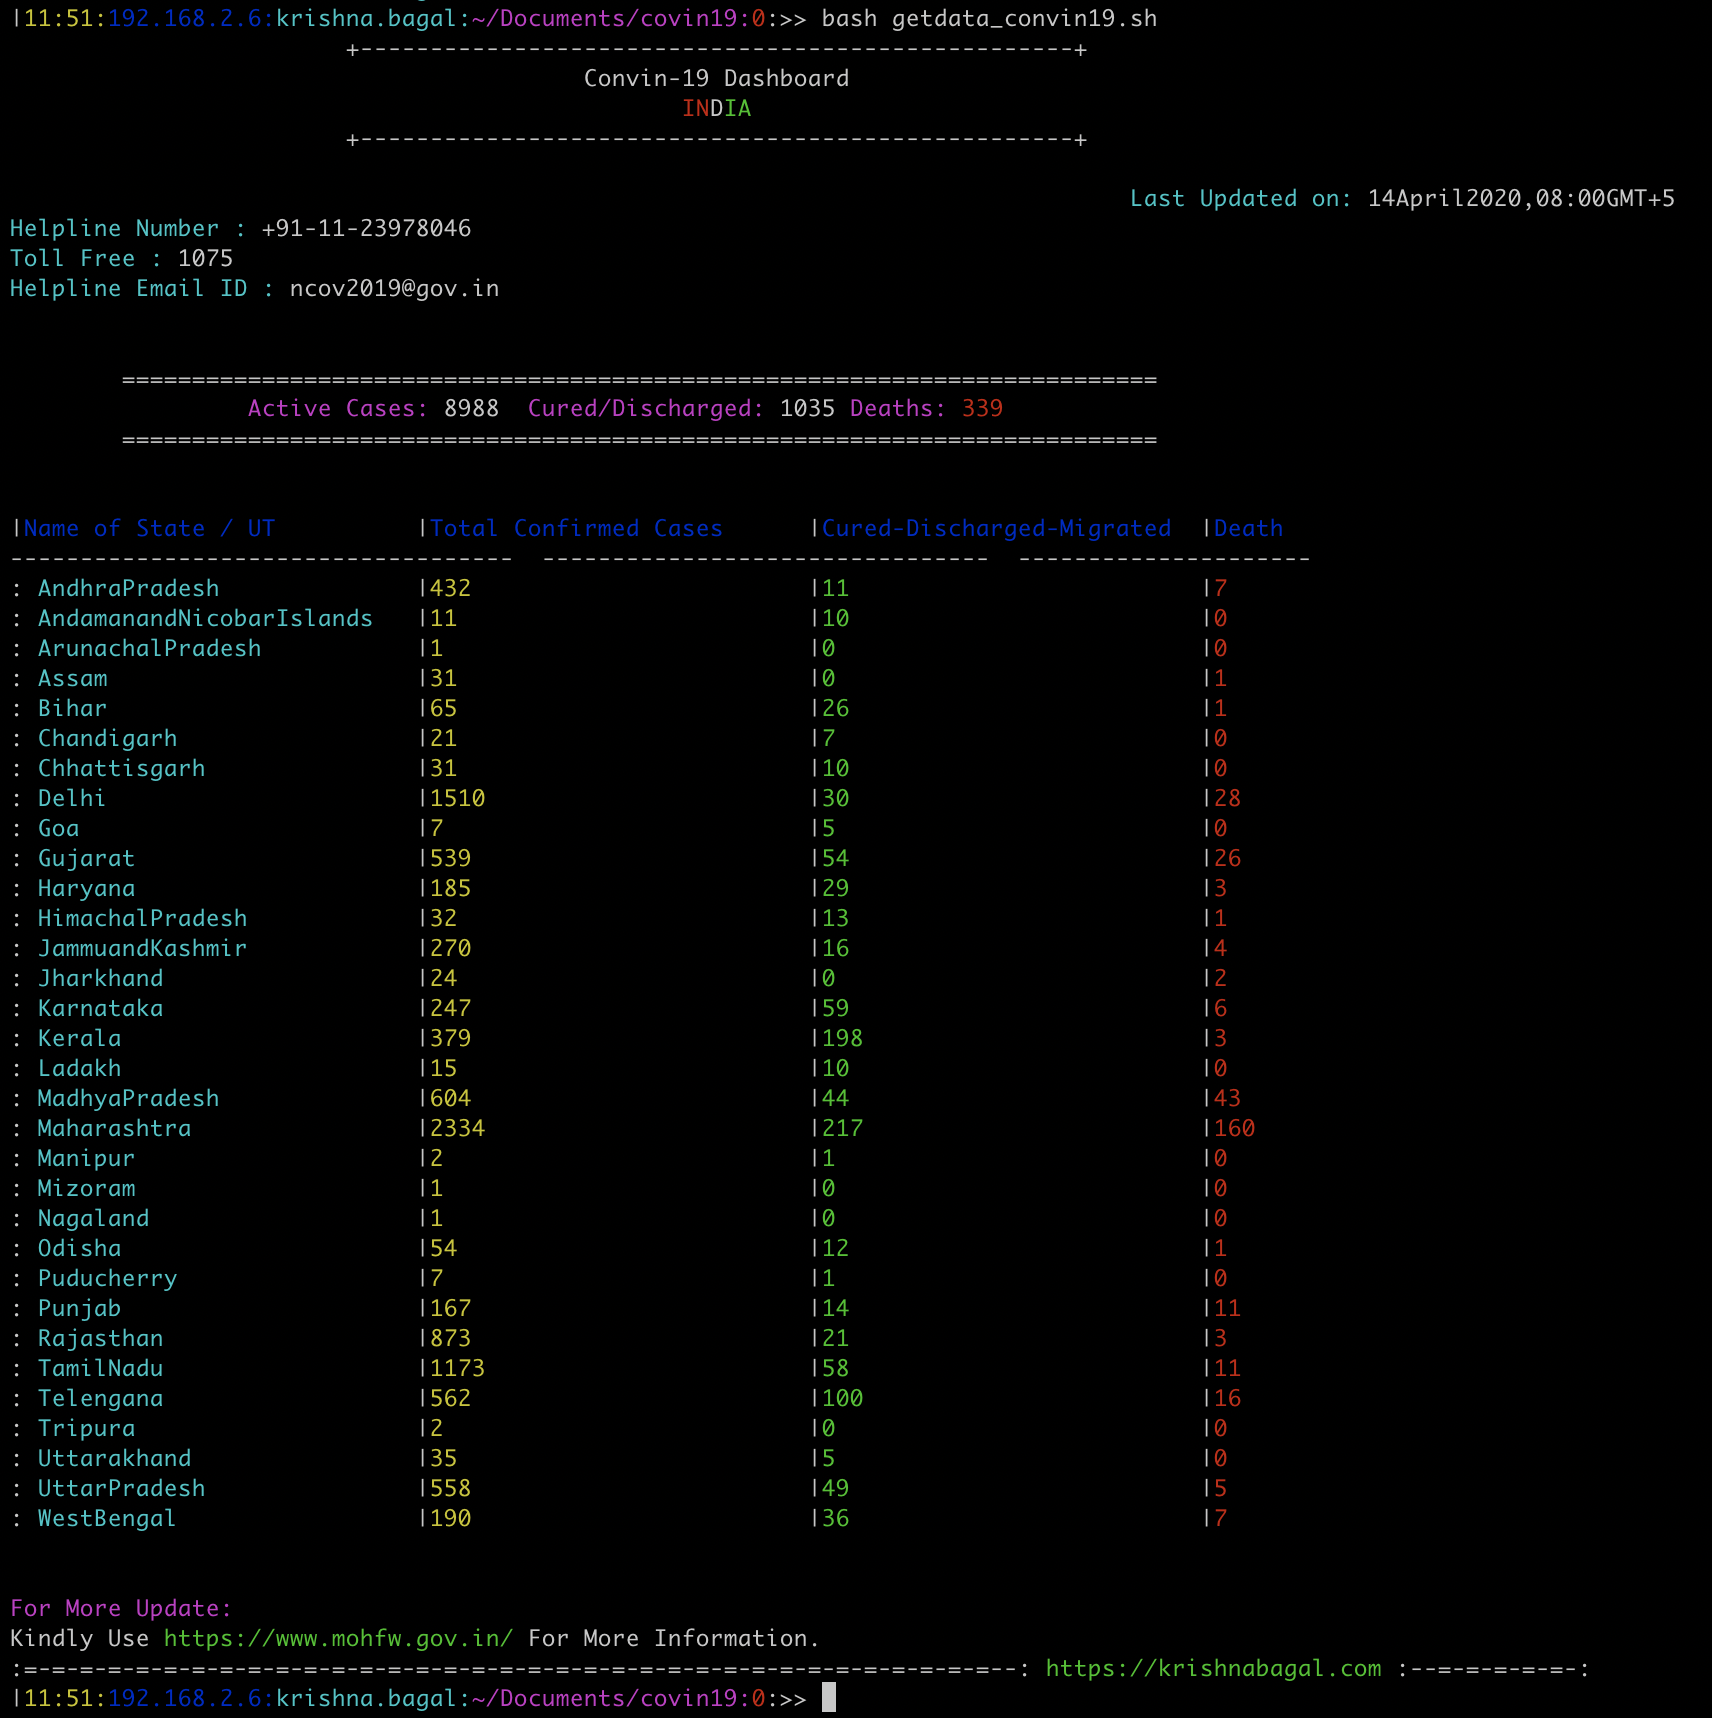 |11:51:192.168.2.6:krishna.bagal:~/Documents/covin19:0:>> bash getdata_convin19.sh
+---------------------------------------------------+
Convin-19 Dashboard
INDIA
+---------------------------------------------------+
Last Updated on: 14April2020,08:00GMT+5
Helpline Number : +91-11-23978046
Toll Free : 1075
Helpline Email ID : ncov2019@gov.in
==========================================================================
Active Cases: 8988  Cured/Discharged: 1035 Deaths: 339
==========================================================================
|Name of State / UT |Total Confirmed Cases |Cured-Discharged-Migrated |Death
------------------------------------  --------------------------------  ---------------------
: AndhraPradesh |432 |11 |7
: AndamanandNicobarIslands |11 |10 |0
: ArunachalPradesh |1 |0 |0
: Assam |31 |0 |1
: Bihar |65 |26 |1
: Chandigarh |21 |7 |0
: Chhattisgarh |31 |10 |0
: Delhi |1510 |30 |28
: Goa |7 |5 |0
: Gujarat |539 |54 |26
: Haryana |185 |29 |3
: HimachalPradesh |32 |13 |1
: JammuandKashmir |270 |16 |4
: Jharkhand |24 |0 |2
: Karnataka |247 |59 |6
: Kerala |379 |198 |3
: Ladakh |15 |10 |0
: MadhyaPradesh |604 |44 |43
: Maharashtra |2334 |217 |160
: Manipur |2 |1 |0
: Mizoram |1 |0 |0
: Nagaland |1 |0 |0
: Odisha |54 |12 |1
: Puducherry |7 |1 |0
: Punjab |167 |14 |11
: Rajasthan |873 |21 |3
: TamilNadu |1173 |58 |11
: Telengana |562 |100 |16
: Tripura |2 |0 |0
: Uttarakhand |35 |5 |0
: UttarPradesh |558 |49 |5
: WestBengal |190 |36 |7
For More Update:
Kindly Use https://www.mohfw.gov.in/ For More Information.
:=-=-=-=-=-=-=-=-=-=-=-=-=-=-=-=-=-=-=-=-=-=-=-=-=-=-=-=-=-=-=-=-=-=-=--: https://krishnabagal.com :--=-=-=-=-=-:
|11:51:192.168.2.6:krishna.bagal:~/Documents/covin19:0:>>